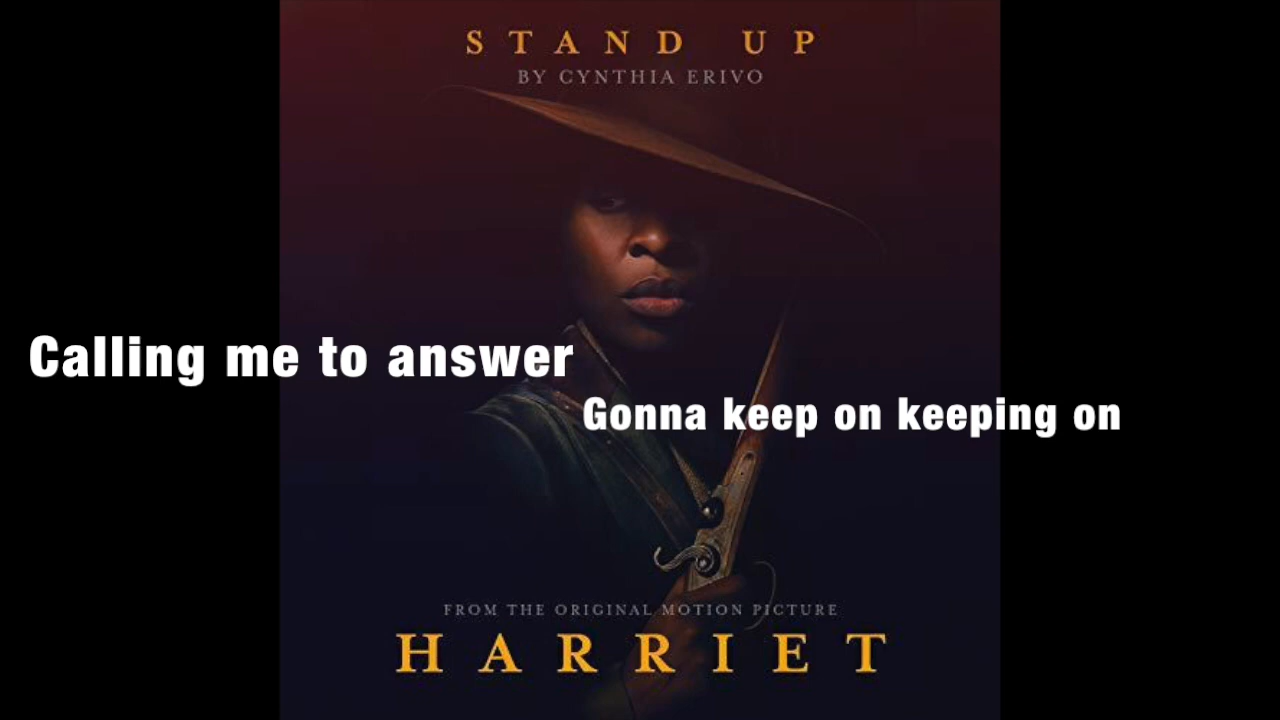 STAND UP
BY CYNTHIA ERIVO
Calling me to answer
Gonna keep on keeping on
FROM THE ORIGINAL MOTION PICTURE
HARRIET